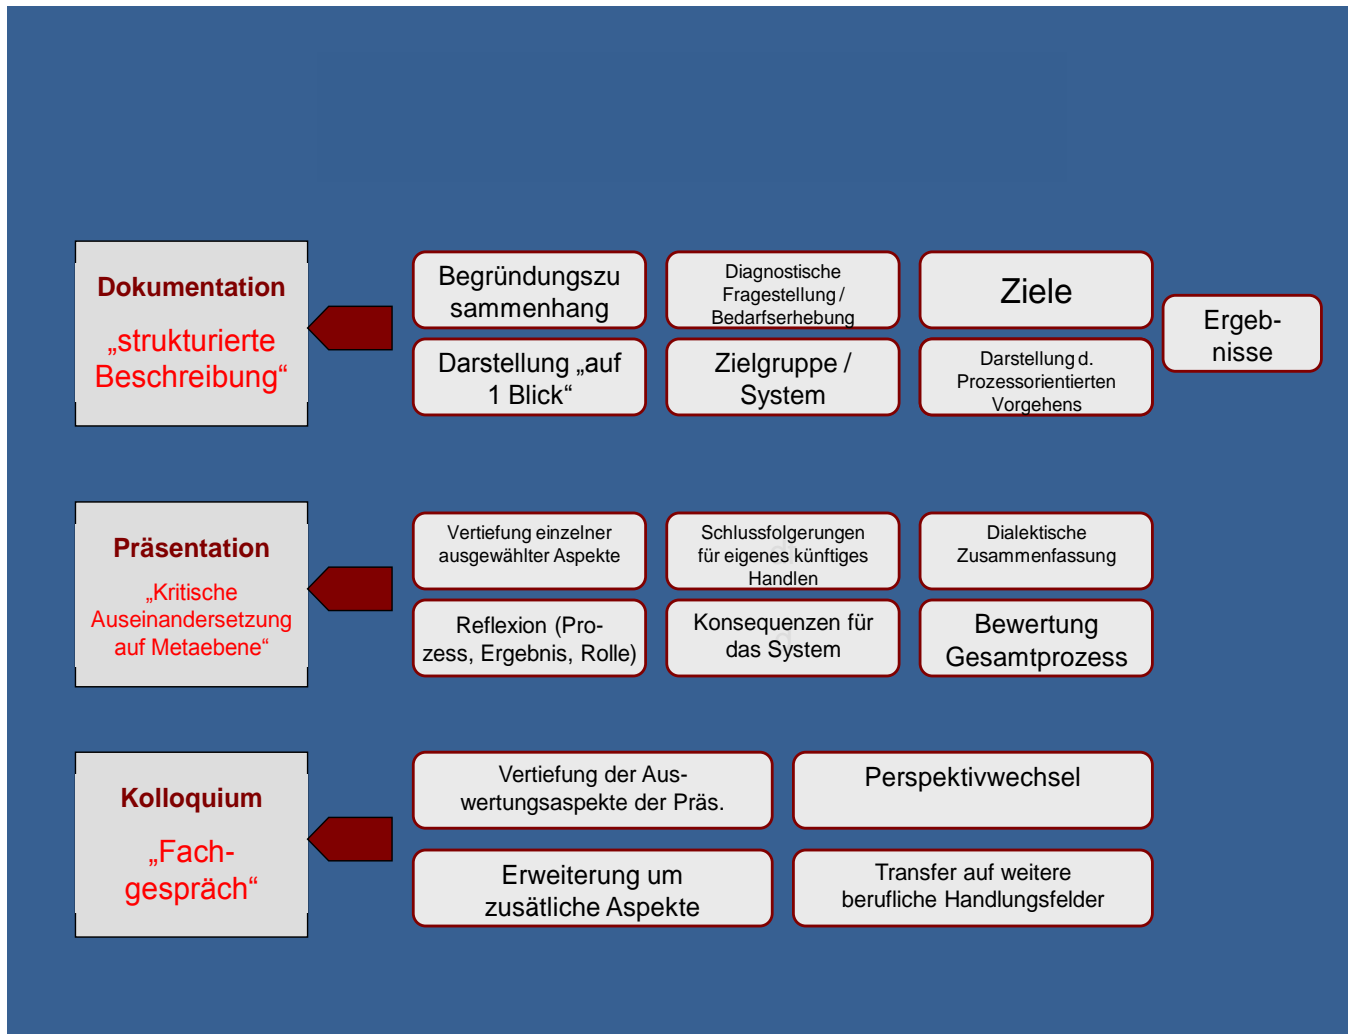 Dokumentation
„strukturierte
Beschreibung“
Begründungszu
sammenhang
Diagnostische
Fragestellung /
Bedarfserhebung
Ziele
Ergeb-
nisse
Darstellung „auf
1 Blick“
Zielgruppe /
System
Darstellung d.
Prozessorientierten
Vorgehens
Präsentation
„Kritische
Auseinandersetzung
auf Metaebene“
Vertiefung einzelner
ausgewählter Aspekte
Schlussfolgerungen
für eigenes künftiges
Handlen
Dialektische
Zusammenfassung
Reflexion (Pro-
zess, Ergebnis, Rolle)
Konsequenzen für
das System
Bewertung
Gesamtprozess
Kolloquium
„Fach-
gespräch“
Vertiefung der Aus-
wertungsaspekte der Präs.
Perspektivwechsel
Erweiterung um
zusätliche Aspekte
Transfer auf weitere
berufliche Handlungsfelder